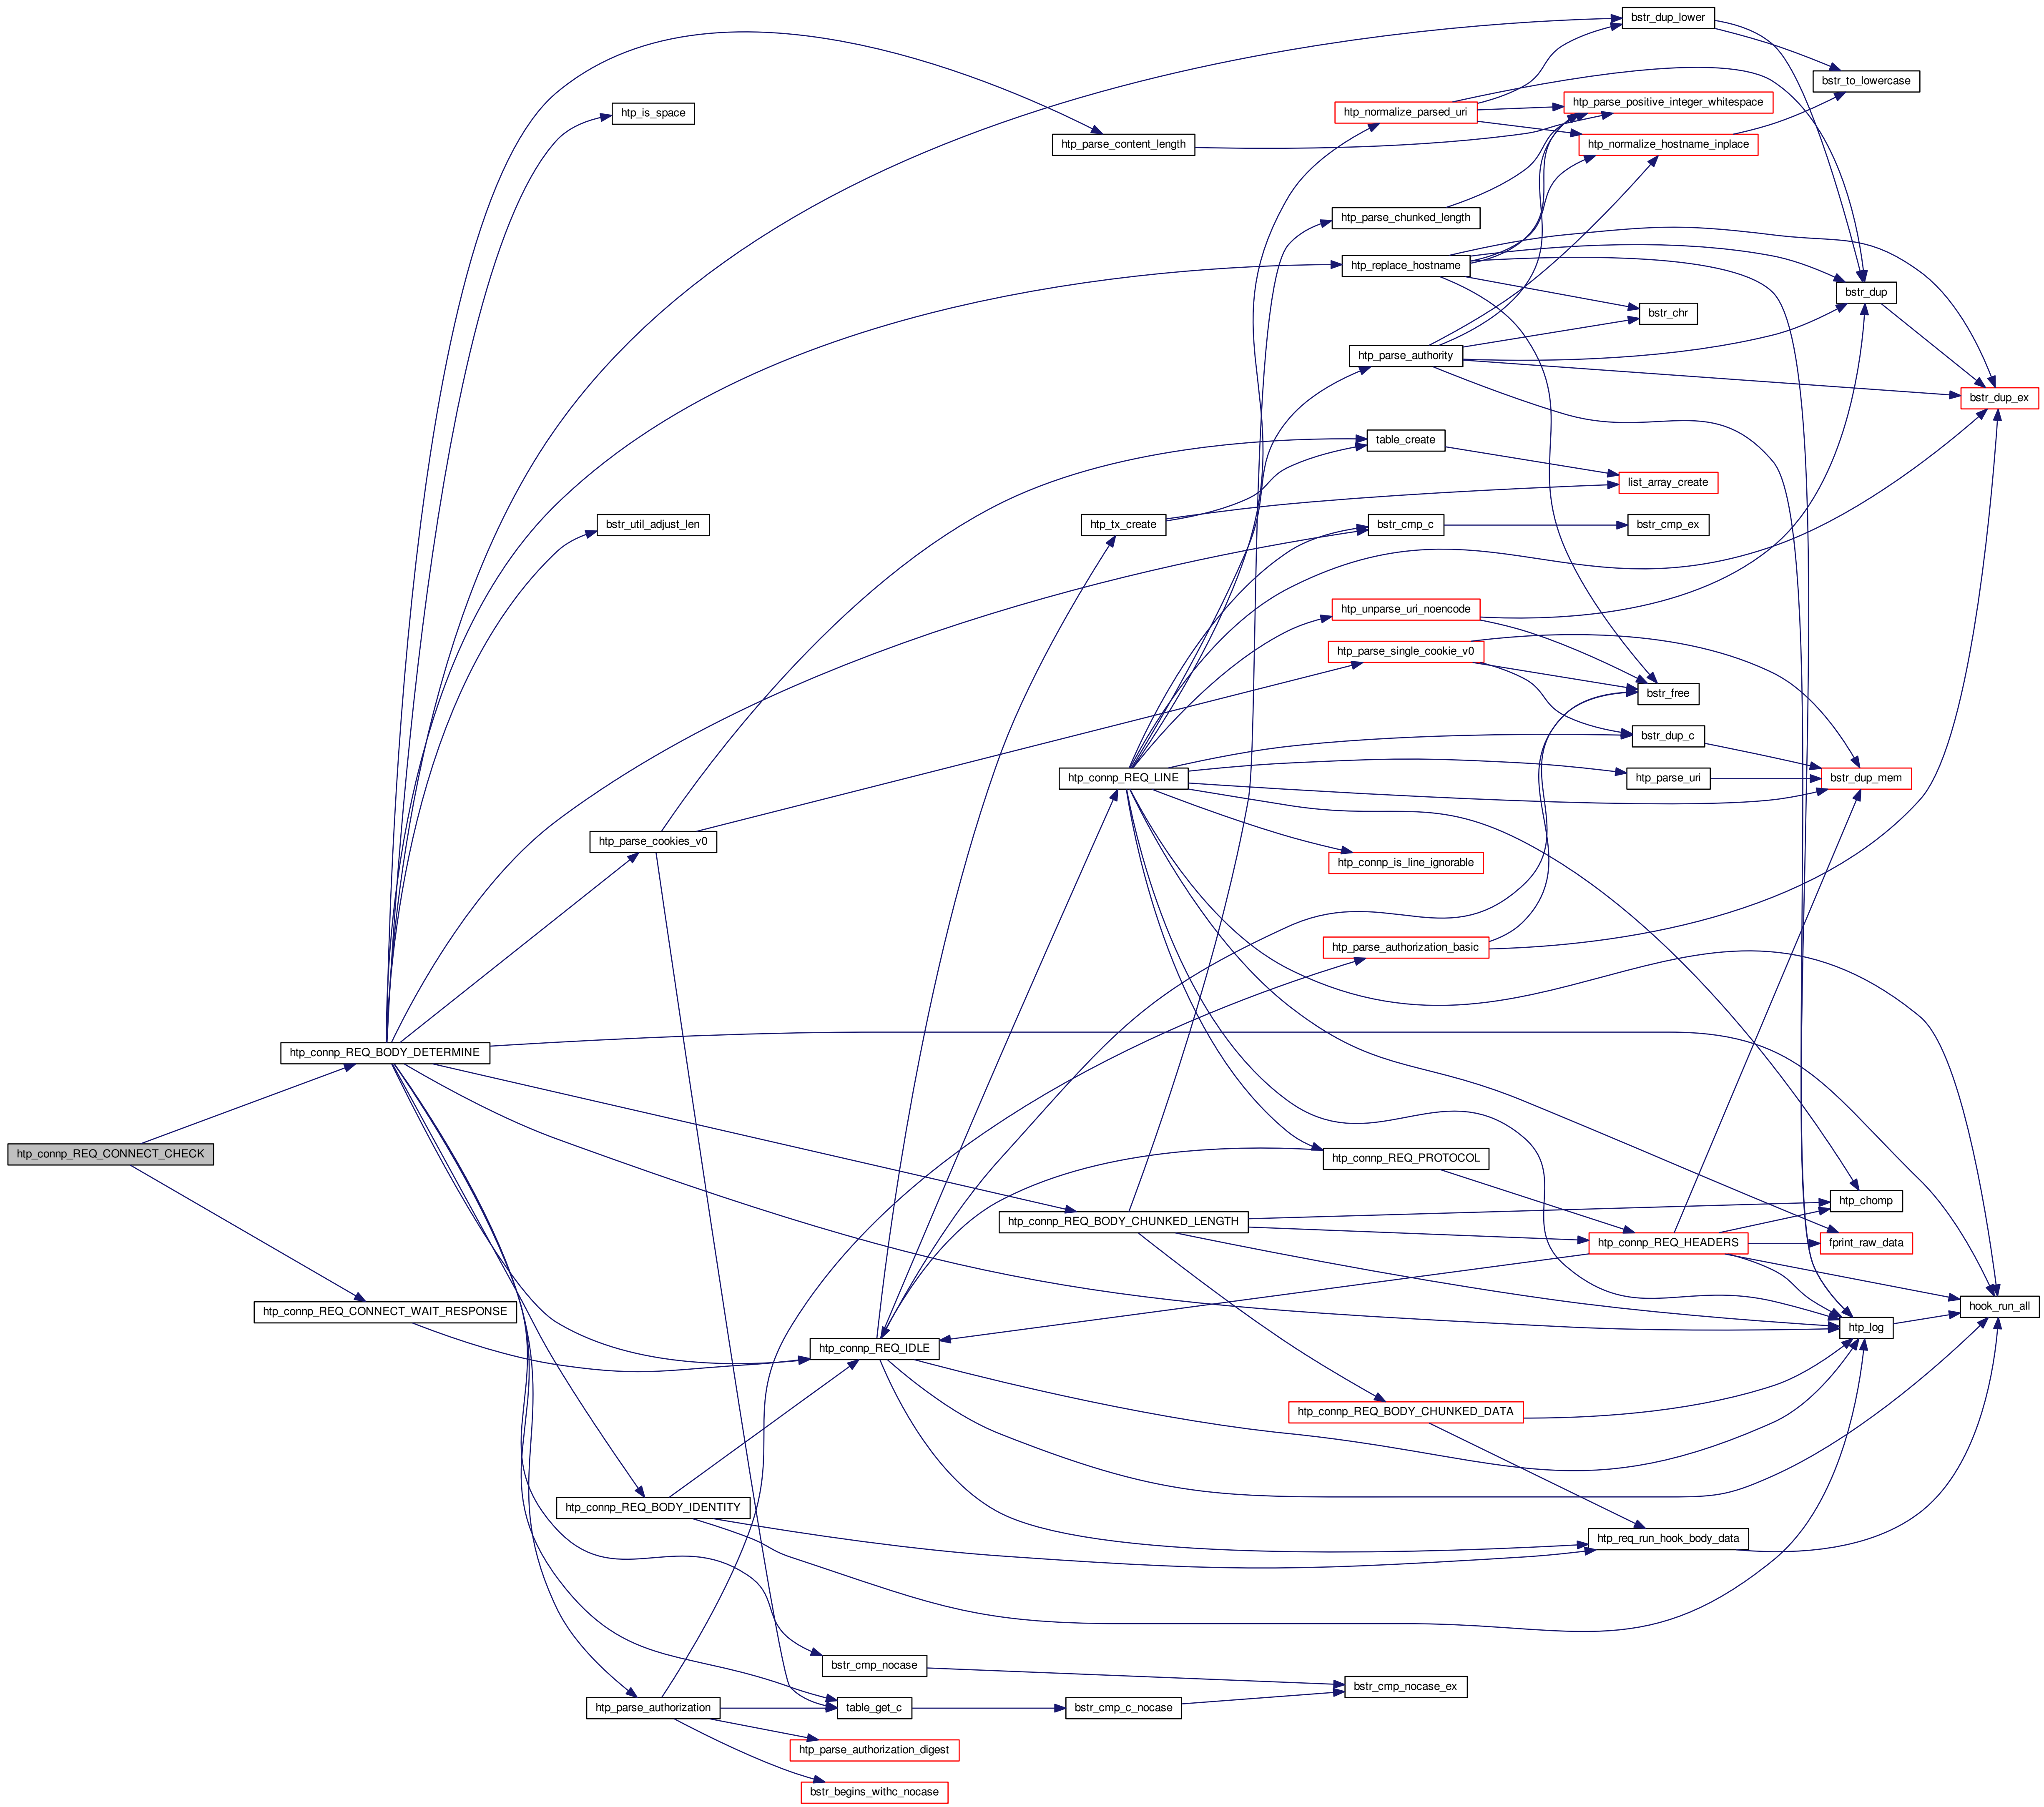 bstr_dup_lower
bstr_to_lowercase
htp_is_space
htp_normalize_parsed_uri
htp_parse_positive_integer_whitespace
htp_parse_content_length
htp_normalize_hostname_inplace
htp_parse_chunked_length
htp_replace_hostname
bstr_dup
bstr_chr
htp_parse_authority
bstr_dup_ex
table_create
list_array_create
bstr_util_adjust_len
htp_tx_create
bstr_cmp_c
bstr_cmp_ex
htp_unparse_uri_noencode
htp_parse_single_cookie_v0
bstr_free
bstr_dup_c
htp_connp_REQ_LINE
htp_parse_uri
bstr_dup_mem
htp_parse_cookies_v0
htp_connp_is_line_ignorable
htp_parse_authorization_basic
htp_connp_REQ_BODY_DETERMINE
htp_connp_REQ_CONNECT_CHECK
htp_connp_REQ_PROTOCOL
htp_chomp
htp_connp_REQ_BODY_CHUNKED_LENGTH
htp_connp_REQ_HEADERS
fprint_raw_data
htp_connp_REQ_CONNECT_WAIT_RESPONSE
hook_run_all
htp_log
htp_connp_REQ_IDLE
htp_connp_REQ_BODY_CHUNKED_DATA
htp_connp_REQ_BODY_IDENTITY
htp_req_run_hook_body_data
bstr_cmp_nocase
bstr_cmp_nocase_ex
htp_parse_authorization
table_get_c
bstr_cmp_c_nocase
htp_parse_authorization_digest
bstr_begins_withc_nocase